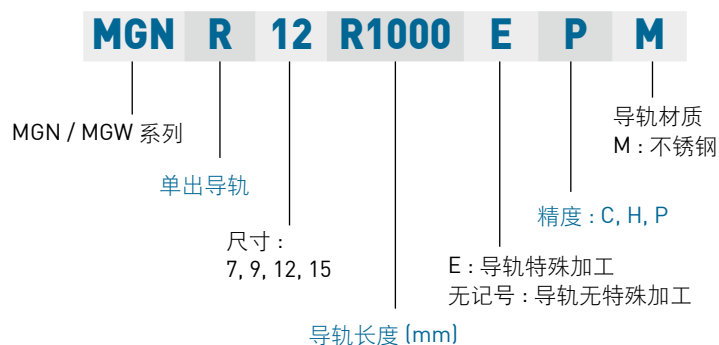 MGN R 12 R1000 E P M
导轨材质
M : 不锈钢
MGN / MGW 系列
单出导轨
精度 : C, H, P
尺寸 :
7, 9, 12, 15
E : 导轨特殊加工
无记号 : 导轨无特殊加工
导轨长度 (mm)